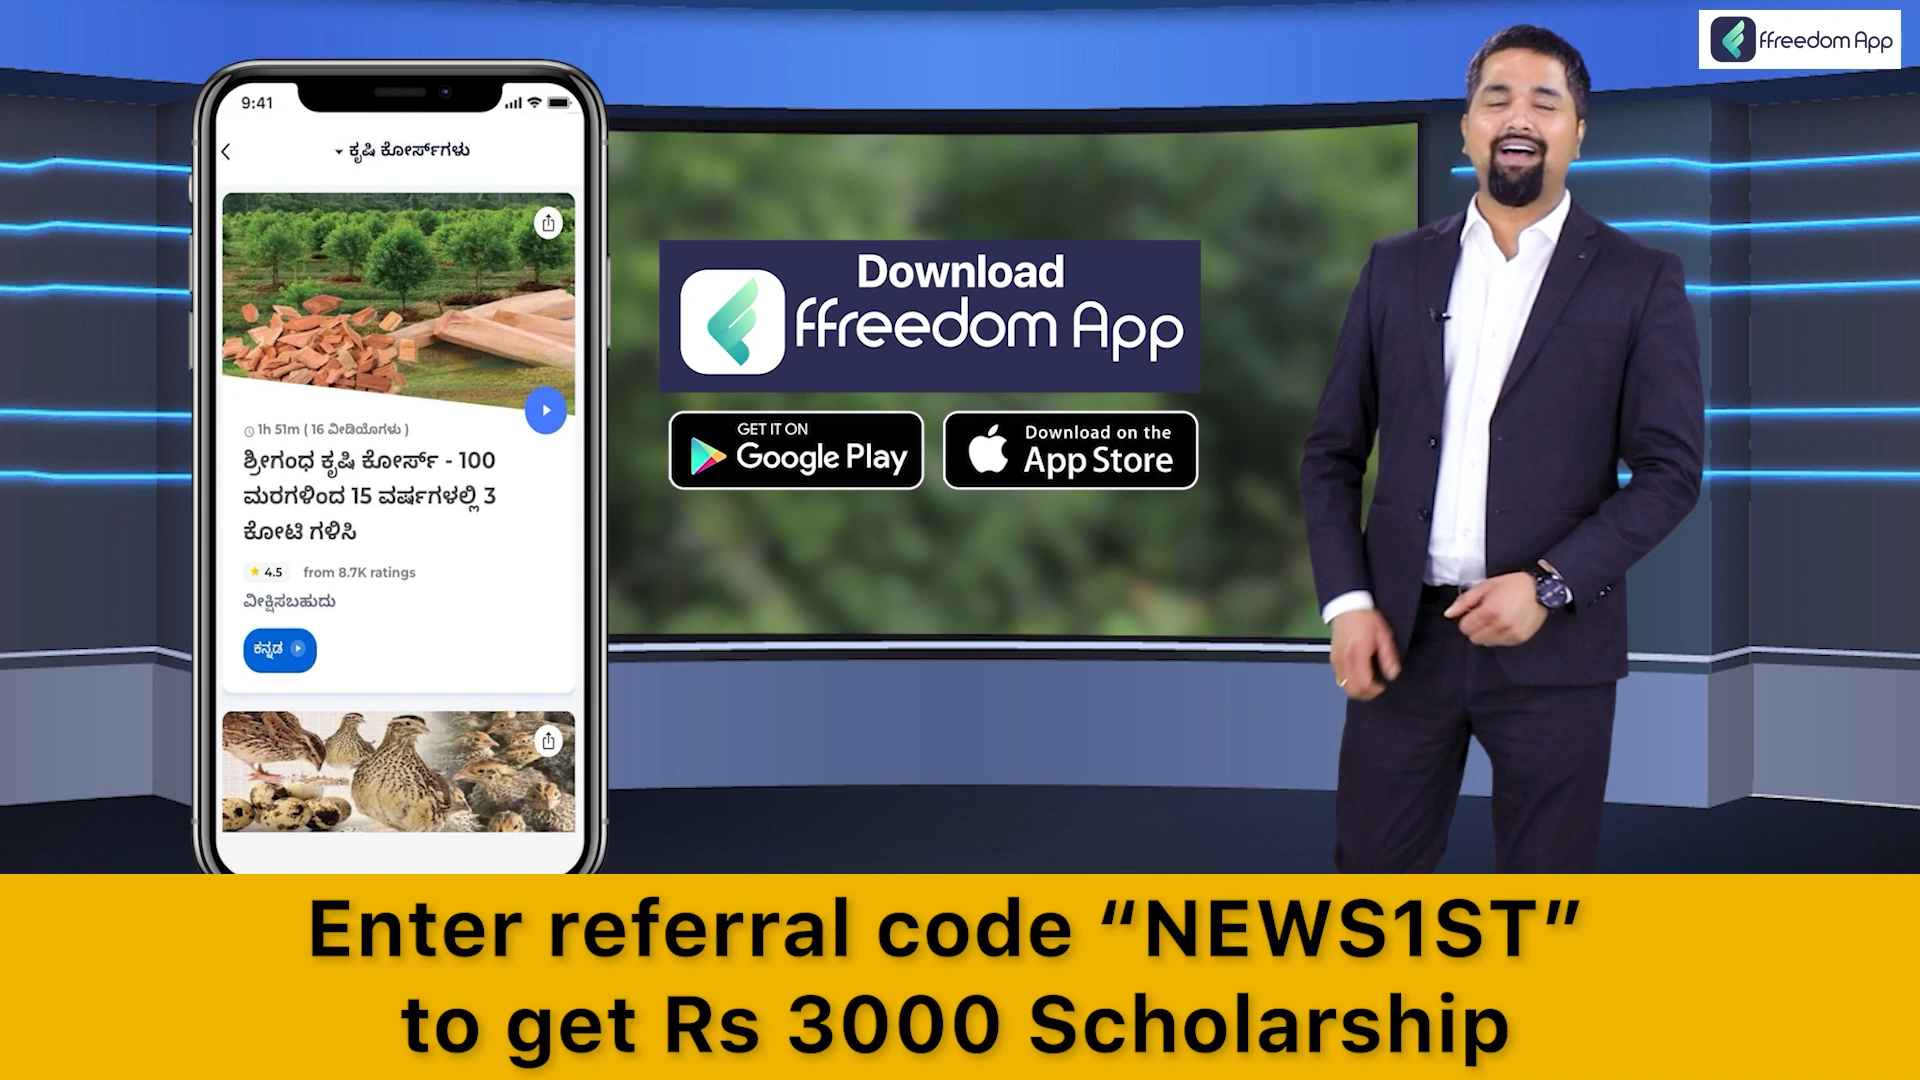 ffreedom App
9:41
ಕೃಷಿ ಕೋರ್ಸ್‌ಗಳು
1h 51m ( 16 ವೀಡಿಯೊಗಳು )
ಶ್ರೀಗಂಧ ಕೃಷಿ ಕೋರ್ಸ್ - 100
ಮರಗಳಿಂದ 15 ವರ್ಷಗಳಲ್ಲಿ 3
ಕೋಟಿ ಗಳಿಸಿ
4.5 from 8.7K ratings
ವೀಕ್ಷಿಸಬಹುದು
ಕನ್ನಡ
Download
ffreedom App
GET IT ON
Google Play
Download on the
App Store
Enter referral code “NEWS1ST”
to get Rs 3000 Scholarship